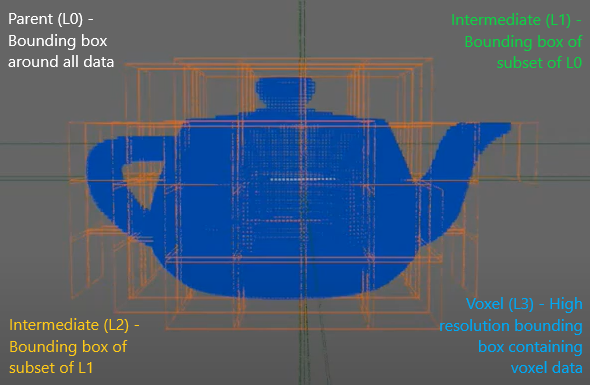 Parent (L0) -
Bounding box
around all data
Intermediate (L1) -
Bounding box of
subset of L0
Intermediate (L2) -
Bounding box of
subset of L1
Voxel (L3) - High
resolution bounding
box containing
voxel data